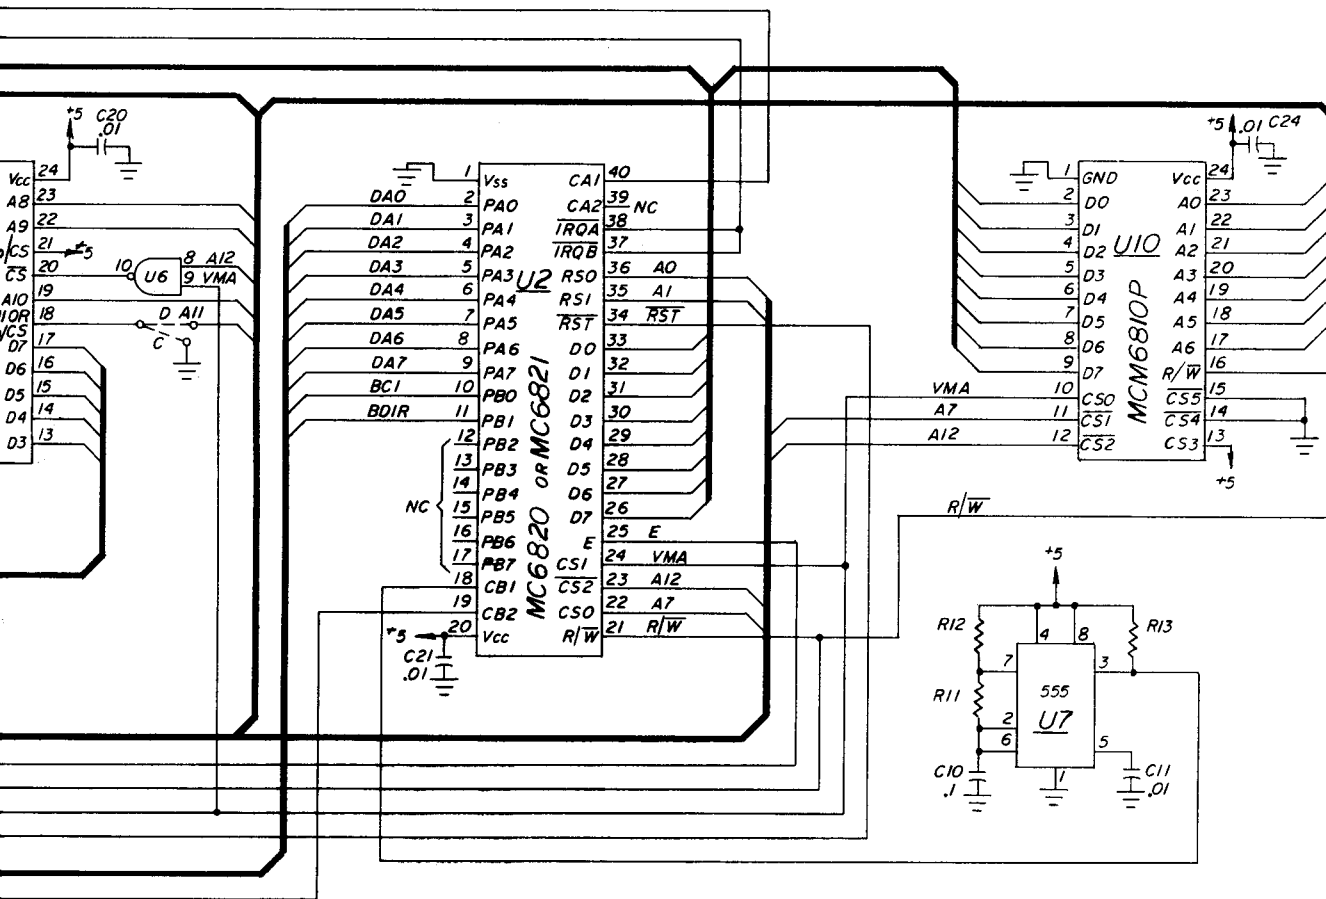 +5 C20
.01
Vcc 24
A8 23
A9 22
/CS 21 +5
CS 20
A10 19
18
/CS
D7 17
D6 16
D5 15
D4 14
D3 13
10 U6 8 A12
9 VMA
D A11
C
U2
MC6820 OR MC6821
1 Vss
DA0 2 PA0
DA1 3 PA1
DA2 4 PA2
DA3 5 PA3
DA4 6 PA4
DA5 7 PA5
DA6 8 PA6
DA7 9 PA7
BC1 10 PB0
BDIR 11 PB1
NC
12 PB2
13 PB3
14 PB4
15 PB5
16 PB6
17 PB7
18 CB1
19 CB2
+5 20 Vcc
C21
.01
CA1 40
CA2 39 NC
IRQA 38
IRQB 37
RS0 36 A0
RS1 35 A1
RST 34 RST
D0 33
D1 32
D2 31
D3 30
D4 29
D5 28
D6 27
D7 26
E 25 E
CS1 24 VMA
CS2 23 A12
CS0 22 A7
R/W 21 R/W
U10
MCM6810P
1 GND
2 D0
3 D1
4 D2
5 D3
6 D4
7 D5
8 D6
9 D7
VMA 10 CS0
A7 11 CS1
A12 12 CS2
+5 .01 C24
Vcc 24
A0 23
A1 22
A2 21
A3 20
A4 19
A5 18
A6 17
R/W 16
CS5 15
CS4 14
CS3 13
+5
R/W
+5
R12 4 8 R13
7 3
R11 555
U7
2
6 5
C10
.1
1
C11
.01